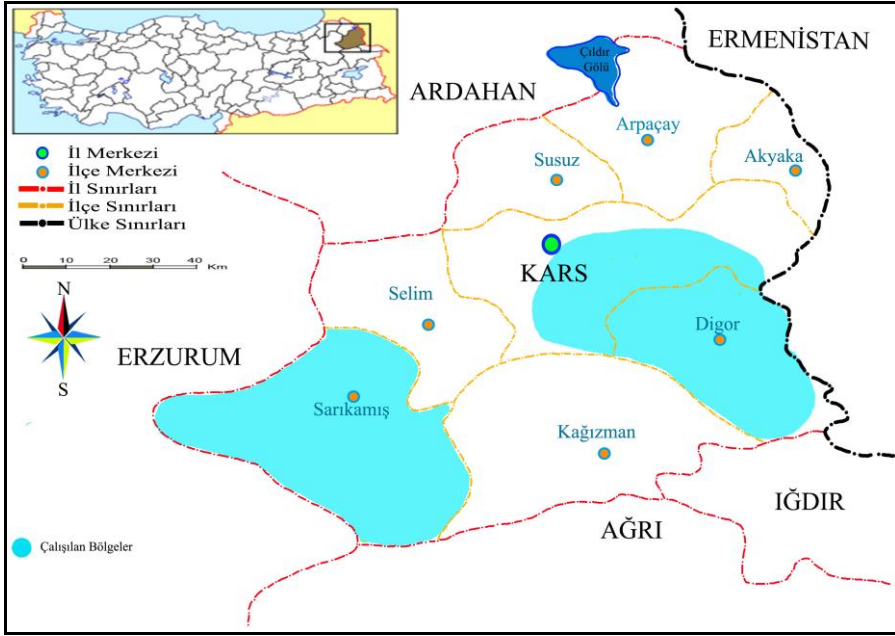 ERMENİSTAN
Çıldır
Gölü
ARDAHAN
Arpaçay
Susuz
Akyaka
İl Merkezi
İlçe Merkezi
İl Sınırları
İlçe Sınırları
Ülke Sınırları
0 10 20 30 40 Km
KARS
N
S
Selim
Digor
ERZURUM
Sarıkamış
Kağızman
IĞDIR
AĞRI
Çalışılan Bölgeler